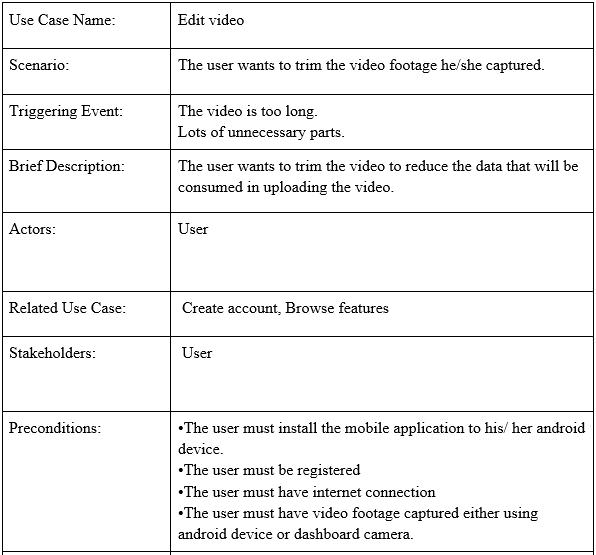 Use Case Name: Edit video
Scenario: The user wants to trim the video footage he/she captured.
Triggering Event: The video is too long.
Lots of unnecessary parts.
Brief Description: The user wants to trim the video to reduce the data that will be
consumed in uploading the video.
Actors: User
Related Use Case: Create account, Browse features
Stakeholders: User
Preconditions: •The user must install the mobile application to his/ her android
device.
•The user must be registered
•The user must have internet connection
•The user must have video footage captured either using
android device or dashboard camera.